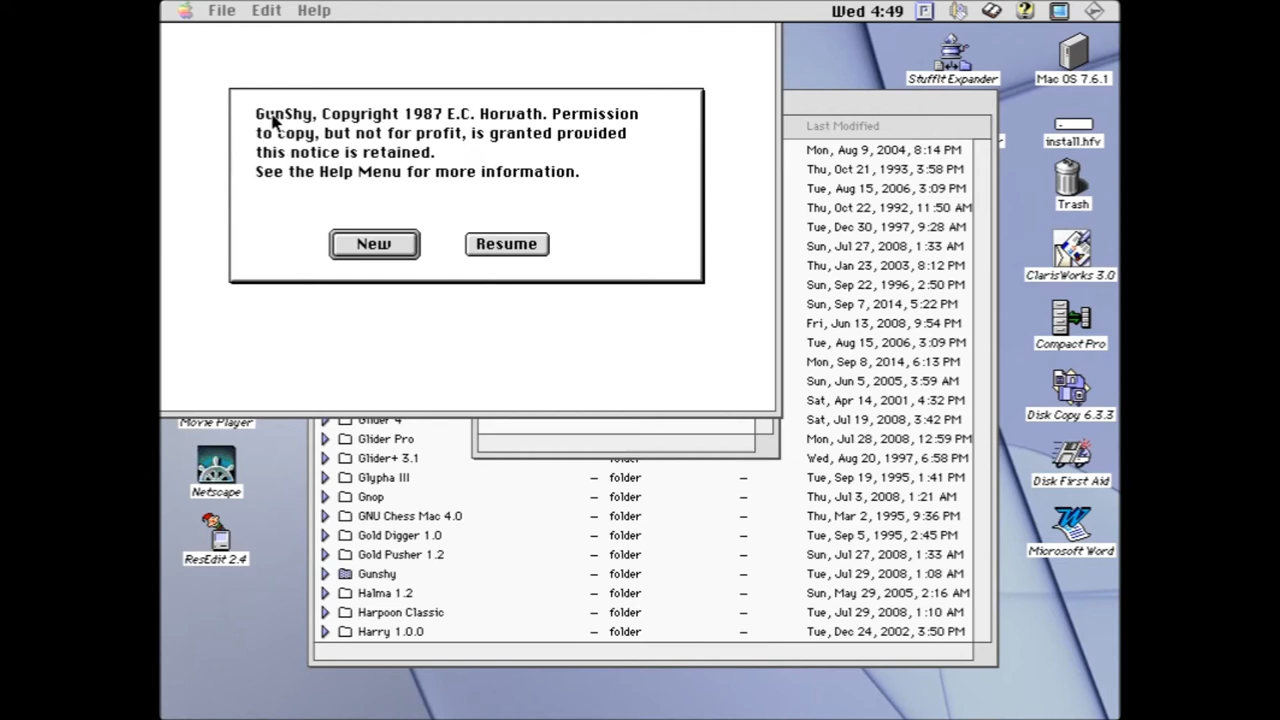 File Edit Help
Wed 4:49
GunShy, Copyright 1987 E.C. Horvath. Permission
to copy, but not for profit, is granted provided
this notice is retained.
See the Help Menu for more information.
New
Resume
Last Modified
Mon, Aug 9, 2004, 8:14 PM
Thu, Oct 21, 1993, 3:58 PM
Tue, Aug 15, 2006, 3:09 PM
Thu, Oct 22, 1992, 11:50 AM
Tue, Dec 30, 1997, 9:28 AM
Sun, Jul 27, 2008, 1:33 AM
Thu, Jan 23, 2003, 8:12 PM
Sun, Sep 22, 1996, 2:50 PM
Sun, Sep 7, 2014, 5:22 PM
Fri, Jun 13, 2008, 9:54 PM
Tue, Aug 15, 2006, 3:09 PM
Mon, Sep 8, 2014, 6:13 PM
Sun, Jun 5, 2005, 3:59 AM
Sat, Apr 14, 2001, 4:32 PM
Glider 4 Sat, Jul 19, 2008, 3:42 PM
Glider Pro Mon, Jul 28, 2008, 12:59 PM
Glider+ 3.1 – folder – Wed, Aug 20, 1997, 6:58 PM
Glypha III – folder – Tue, Sep 19, 1995, 1:41 PM
Gnop – folder – Thu, Jul 3, 2008, 1:21 AM
GNU Chess Mac 4.0 – folder – Thu, Mar 2, 1995, 9:36 PM
Gold Digger 1.0 – folder – Tue, Sep 5, 1995, 2:45 PM
Gold Pusher 1.2 – folder – Sun, Jul 27, 2008, 1:33 AM
Gunshy – folder – Tue, Jul 29, 2008, 1:08 AM
Halma 1.2 – folder – Sun, May 29, 2005, 2:16 AM
Harpoon Classic – folder – Tue, Jul 29, 2008, 1:10 AM
Harry 1.0.0 – folder – Tue, Dec 24, 2002, 3:50 PM
Movie Player
Netscape
ResEdit 2.4
StuffIt Expander
Mac OS 7.6.1
install.hfv
Trash
ClarisWorks 3.0
Compact Pro
Disk Copy 6.3.3
Disk First Aid
Microsoft Word